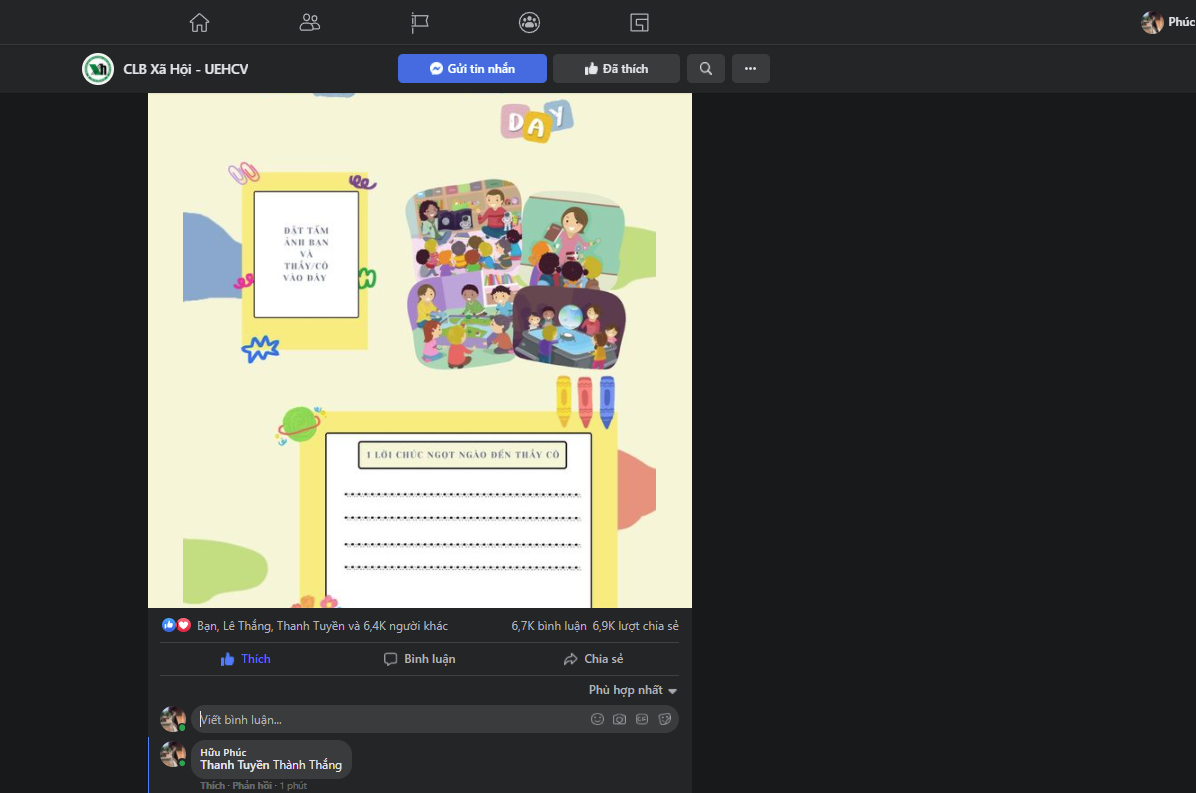 Phúc
CLB Xã Hội - UEHCV
Gửi tin nhắn
Đã thích
DAY
ĐẶT TẤM
ẢNH BẠN
VÀ
THẦY/CÔ
VÀO ĐÂY
1 LỜI CHÚC NGỌT NGÀO ĐẾN THẦY CÔ
Bạn, Lê Thắng, Thanh Tuyền và 6,4K người khác
6,7K bình luận 6,9K lượt chia sẻ
Thích
Bình luận
Chia sẻ
Phù hợp nhất
Viết bình luận...
GIF
Hữu Phúc
Thanh Tuyền Thành Thắng
Thích · Phản hồi · 1 phút